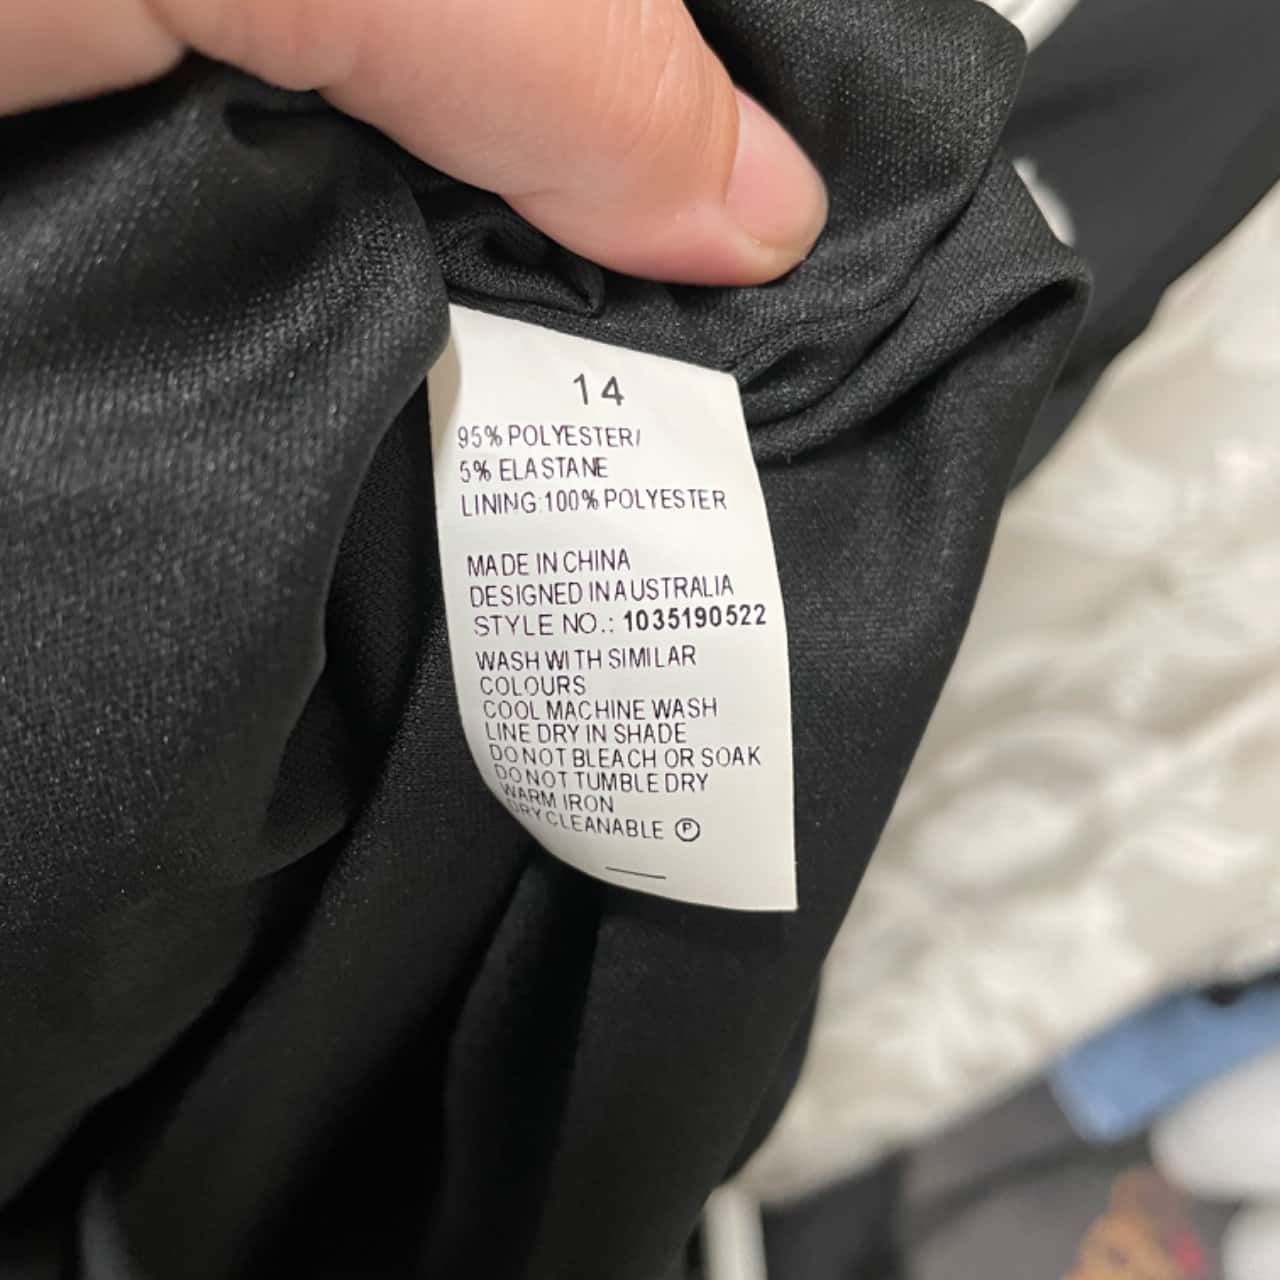 14
95% POLYESTER/
5% ELASTANE
LINING:100% POLYESTER
MADE IN CHINA
DESIGNED IN AUSTRALIA
STYLE NO.: 1035190522
WASH WITH SIMILAR
COLOURS
COOL MACHINE WASH
LINE DRY IN SHADE
DO NOT BLEACH OR SOAK
DO NOT TUMBLE DRY
WARM IRON
DRY CLEANABLE Ⓟ